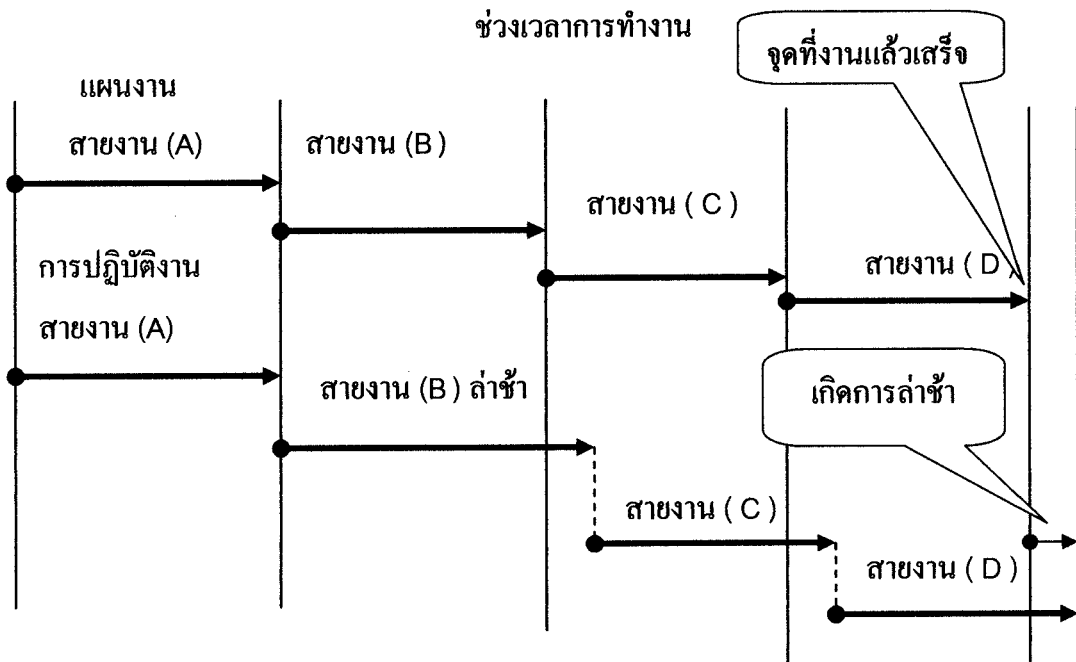 ช่วงเวลาการทำงาน
จุดที่งานแล้วเสร็จ
แผนงาน
สายงาน (A)
สายงาน (B )
สายงาน ( C )
สายงาน ( D )
การปฏิบัติงาน
สายงาน (A)
สายงาน (B ) ล่าช้า
เกิดการล่าช้า
สายงาน ( C )
สายงาน ( D )